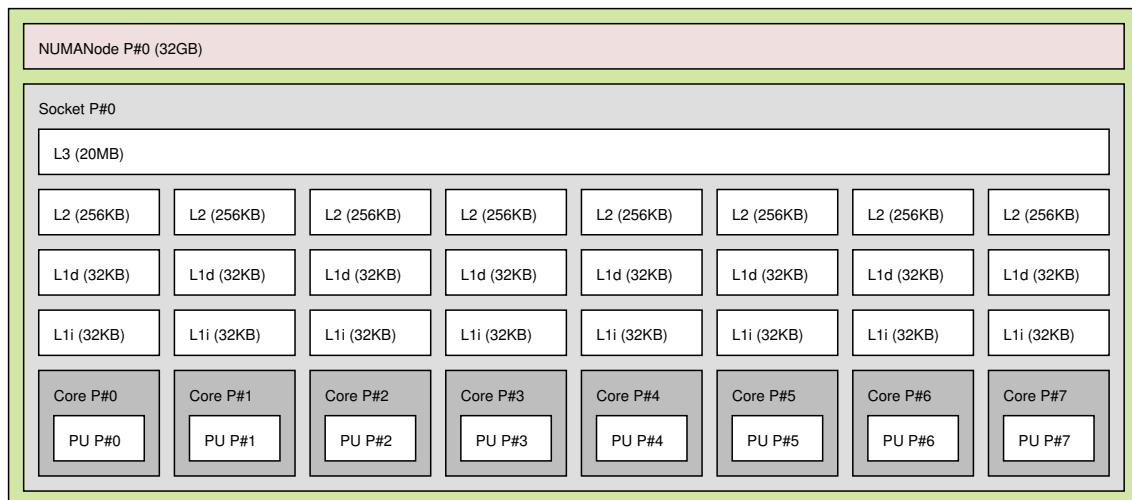 NUMANode P#0 (32GB)
Socket P#0
L3 (20MB)
L2 (256KB) L2 (256KB) L2 (256KB) L2 (256KB) L2 (256KB) L2 (256KB) L2 (256KB) L2 (256KB)
L1d (32KB) L1d (32KB) L1d (32KB) L1d (32KB) L1d (32KB) L1d (32KB) L1d (32KB) L1d (32KB)
L1i (32KB) L1i (32KB) L1i (32KB) L1i (32KB) L1i (32KB) L1i (32KB) L1i (32KB) L1i (32KB)
Core P#0 Core P#1 Core P#2 Core P#3 Core P#4 Core P#5 Core P#6 Core P#7
PU P#0 PU P#1 PU P#2 PU P#3 PU P#4 PU P#5 PU P#6 PU P#7